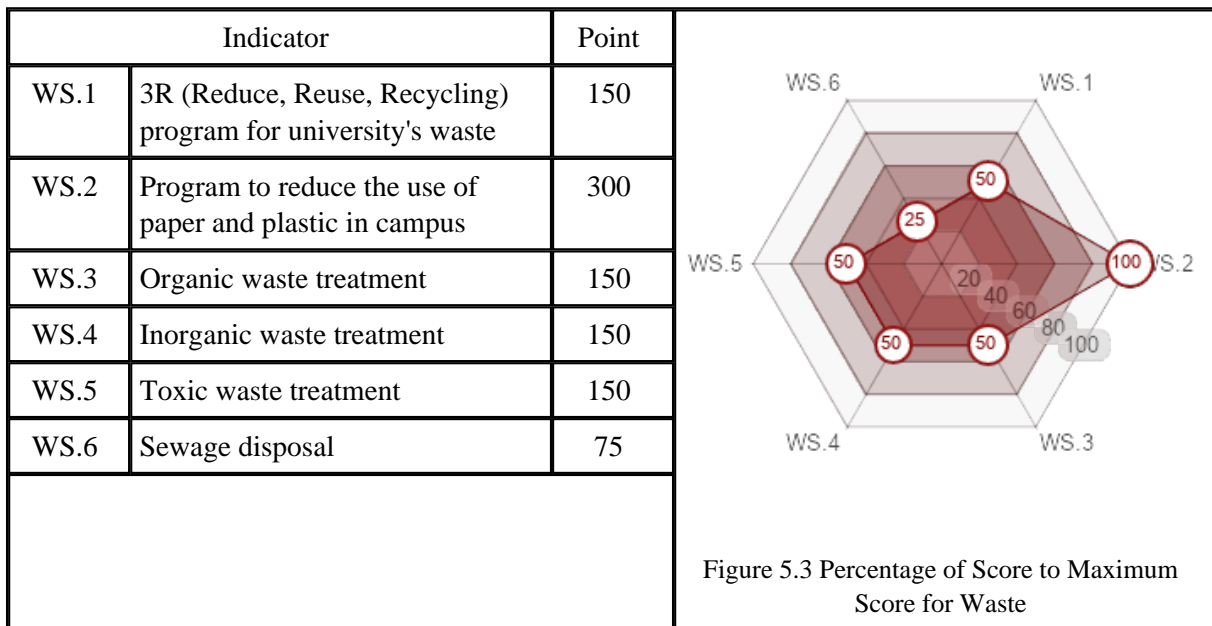 Indicator Point
WS.1 3R (Reduce, Reuse, Recycling) 150
program for university's waste
WS.2 Program to reduce the use of 300
paper and plastic in campus
WS.3 Organic waste treatment 150
WS.4 Inorganic waste treatment 150
WS.5 Toxic waste treatment 150
WS.6 Sewage disposal 75
WS.6 WS.1
50
25
WS.5 50 100 WS.2
20
40
60
80
50 50 100
WS.4 WS.3
Figure 5.3 Percentage of Score to Maximum
Score for Waste